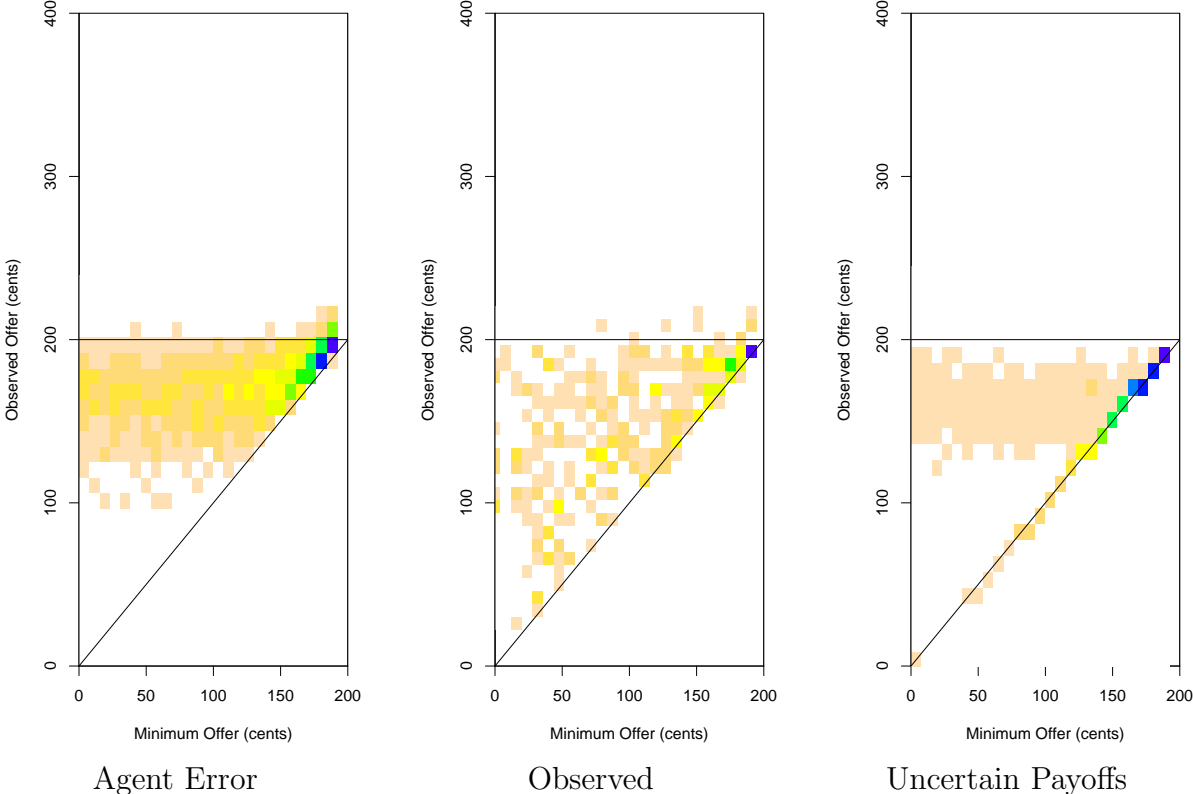 400
300
200
100
0
Observed Offer (cents)
0 50 100 150 200
Minimum Offer (cents)
Agent Error
400
300
200
100
0
Observed Offer (cents)
0 50 100 150 200
Minimum Offer (cents)
Observed
400
300
200
100
0
Observed Offer (cents)
0 50 100 150 200
Minimum Offer (cents)
Uncertain Payoffs